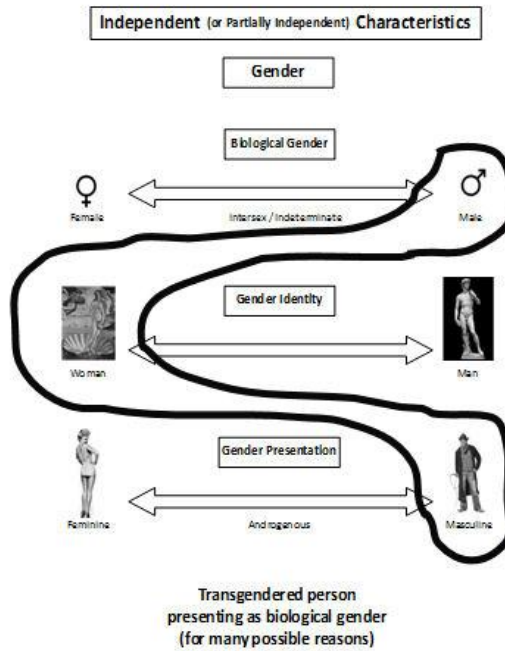 Independent (or Partially Independent) Characteristics
Gender
Biological Gender
Female
Intersex / Indeterminate
Male
Gender Identity
Woman
Man
Gender Presentation
Feminine
Androgenous
Masculine
Transgendered person
presenting as biological gender
(for many possible reasons)